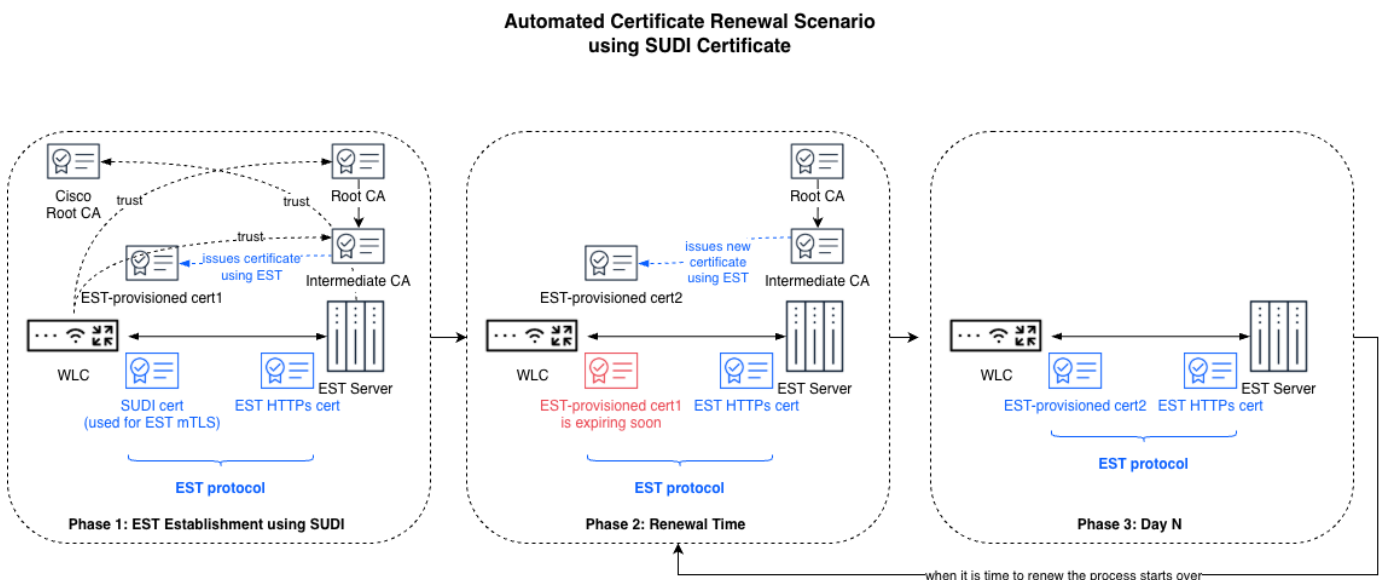 Automated Certificate Renewal Scenario
using SUDI Certificate
Cisco
Root CA
trust
trust
Root CA
trust
issues certificate
using EST
Intermediate CA
EST-provisioned cert1
WLC
EST Server
SUDI cert
(used for EST mTLS)
EST HTTPs cert
EST protocol
Phase 1: EST Establishment using SUDI
Root CA
issues new
certificate
using EST
Intermediate CA
EST-provisioned cert2
WLC
EST Server
EST-provisioned cert1
is expiring soon
EST HTTPs cert
EST protocol
Phase 2: Renewal Time
WLC
EST Server
EST-provisioned cert2
EST HTTPs cert
EST protocol
Phase 3: Day N
when it is time to renew the process starts over